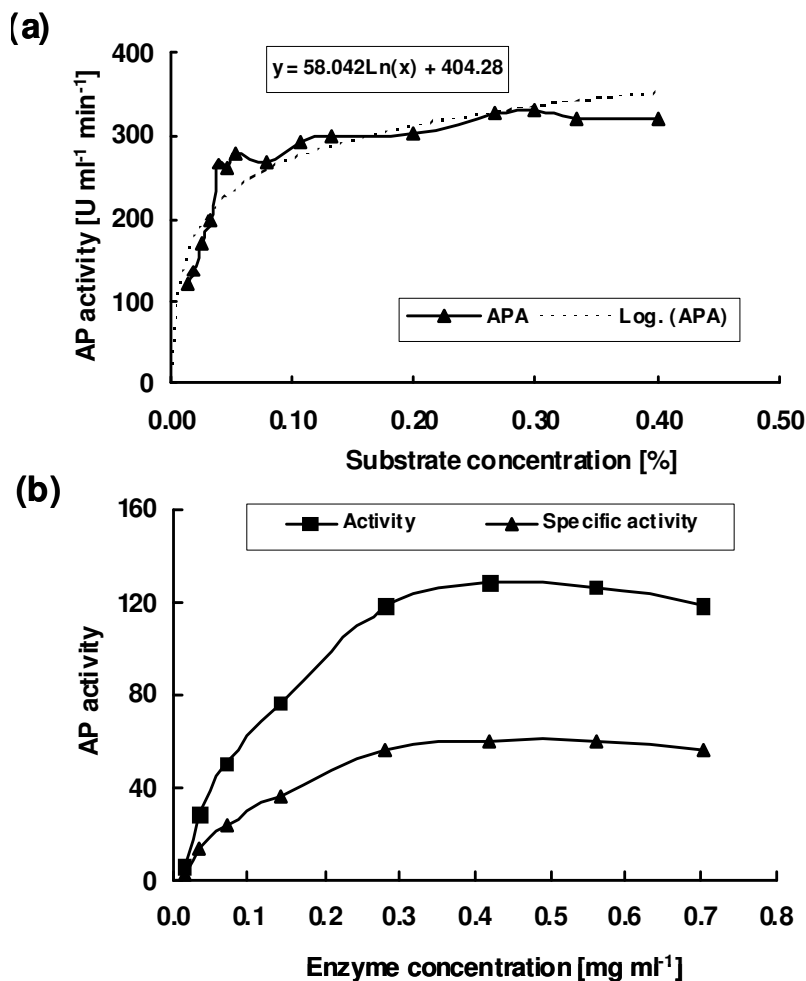 (a)
y = 58.042Ln(x) + 404.28
AP activity [U ml⁻¹ min⁻¹]
400
300
200
100
0
APA
Log. (APA)
0.00 0.10 0.20 0.30 0.40 0.50
Substrate concentration [%]
(b)
Activity
Specific activity
AP activity
160
120
80
40
0
0.0 0.1 0.2 0.3 0.4 0.5 0.6 0.7 0.8
Enzyme concentration [mg ml⁻¹]